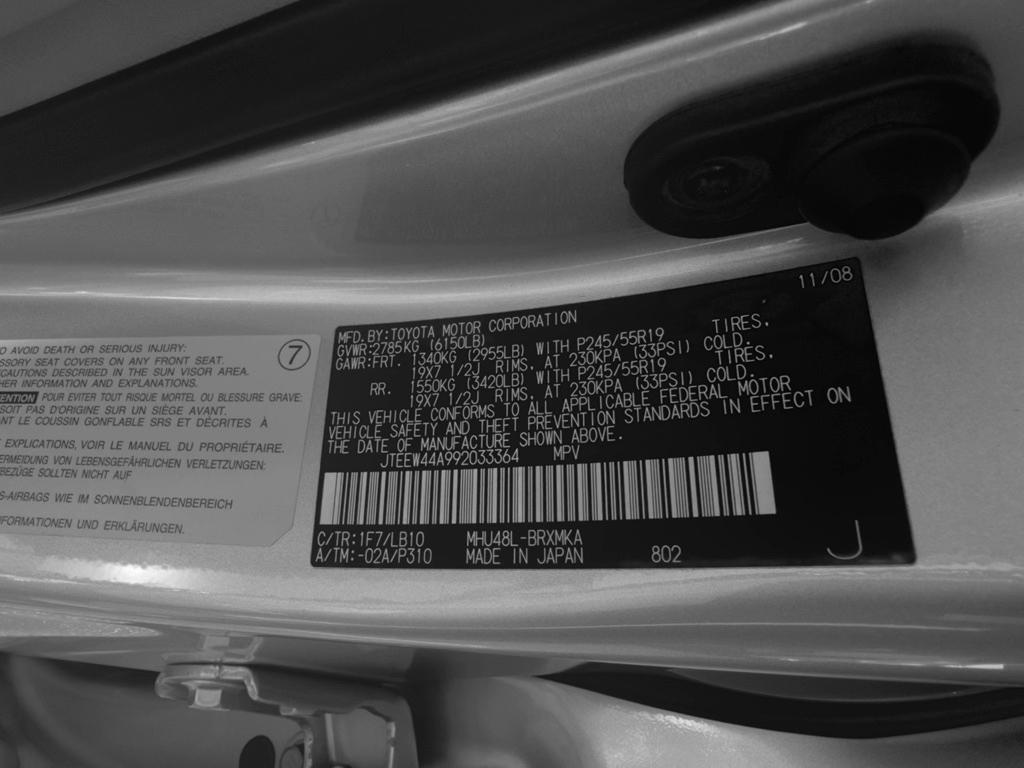 O AVOID DEATH OR SERIOUS INJURY:
SSORY SEAT COVERS ON ANY FRONT SEAT.
CAUTIONS DESCRIBED IN THE SUN VISOR AREA.
HER INFORMATION AND EXPLANATIONS.
7
ENTION POUR EVITER TOUT RISQUE MORTEL OU BLESSURE GRAVE:
SOIT PAS D'ORIGINE SUR UN SIÈGE AVANT.
NT LE COUSSIN GONFLABLE SRS ET DÉCRITES À
EXPLICATIONS, VOIR LE MANUEL DU PROPRIÉTAIRE.
ERMEIDUNG VON LEBENSGEFÄHRLICHEN VERLETZUNGEN:
BEZÜGE SOLLTEN NICHT AUF
S-AIRBAGS WIE IM SONNENBLENDENBEREICH
FORMATIONEN UND ERKLÄRUNGEN.
11/08
MFD. BY: TOYOTA MOTOR CORPORATION
GVWR: 2785KG (6150LB)
GAWR: FRT. 1340KG (2955LB) WITH P245/55R19 TIRES,
19X7 1/2J RIMS, AT 230KPA (33PSI) COLD.
RR. 1550KG (3420LB) WITH P245/55R19 TIRES,
19X7 1/2J RIMS, AT 230KPA (33PSI) COLD.
THIS VEHICLE CONFORMS TO ALL APPLICABLE FEDERAL MOTOR
VEHICLE SAFETY AND THEFT PREVENTION STANDARDS IN EFFECT ON
THE DATE OF MANUFACTURE SHOWN ABOVE.
JTEEW44A992033364 MPV
C/TR: 1F7/LB10 MHU48L-BRXMKA
A/TM: -02A/P310 MADE IN JAPAN 802 J